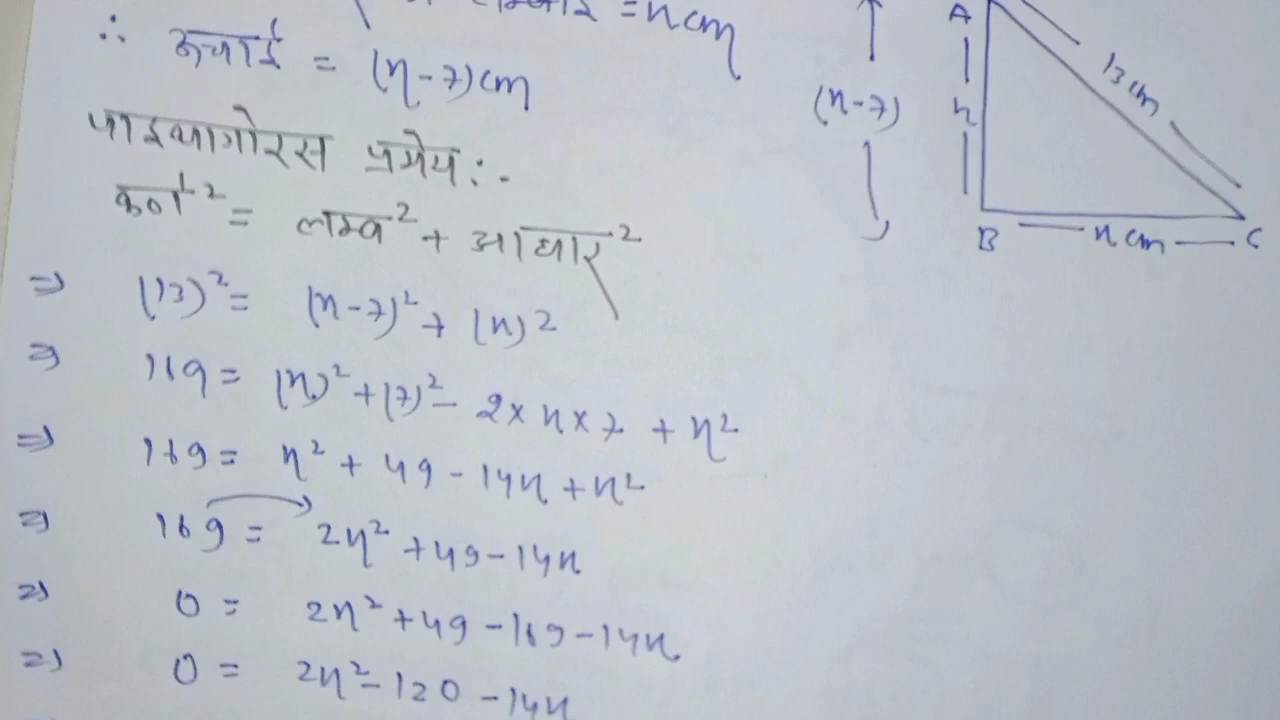 = x cm
∴ ऊचाई = (x-7) cm
पाइथागोरस प्रमेय :-
कर्ण² = लम्ब² + आधार²
⇒ (13)² = (x-7)² + (x)²
⇒ 169 = (x)² + (7)² - 2×x×7 + x²
⇒ 169 = x² + 49 - 14x + x²
⇒ 169 = 2x² + 49 - 14x
⇒ 0 = 2x² + 49 - 169 - 14x
⇒ 0 = 2x² - 120 - 14x
A
13 cm
(x-7)
B
x cm
C